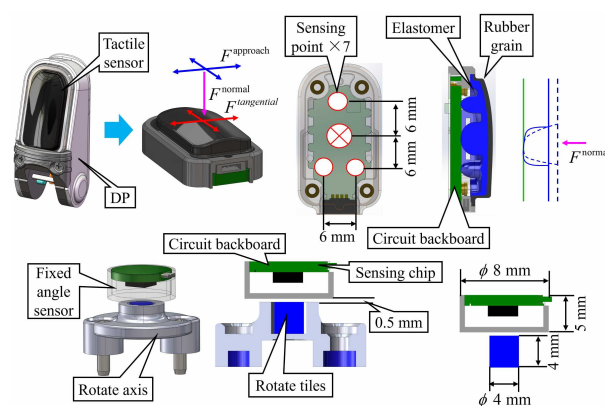 Tactile
sensor
DP
F^approach
F^normal
F^tangential
Sensing
point ×7
6 mm
6 mm
6 mm
Elastomer
Rubber
grain
F^norma
Circuit backboard
Circuit backboard
Sensing chip
Fixed
angle
sensor
0.5 mm
Rotate axis
Rotate tiles
ϕ 8 mm
5 mm
4 mm
ϕ 4 mm